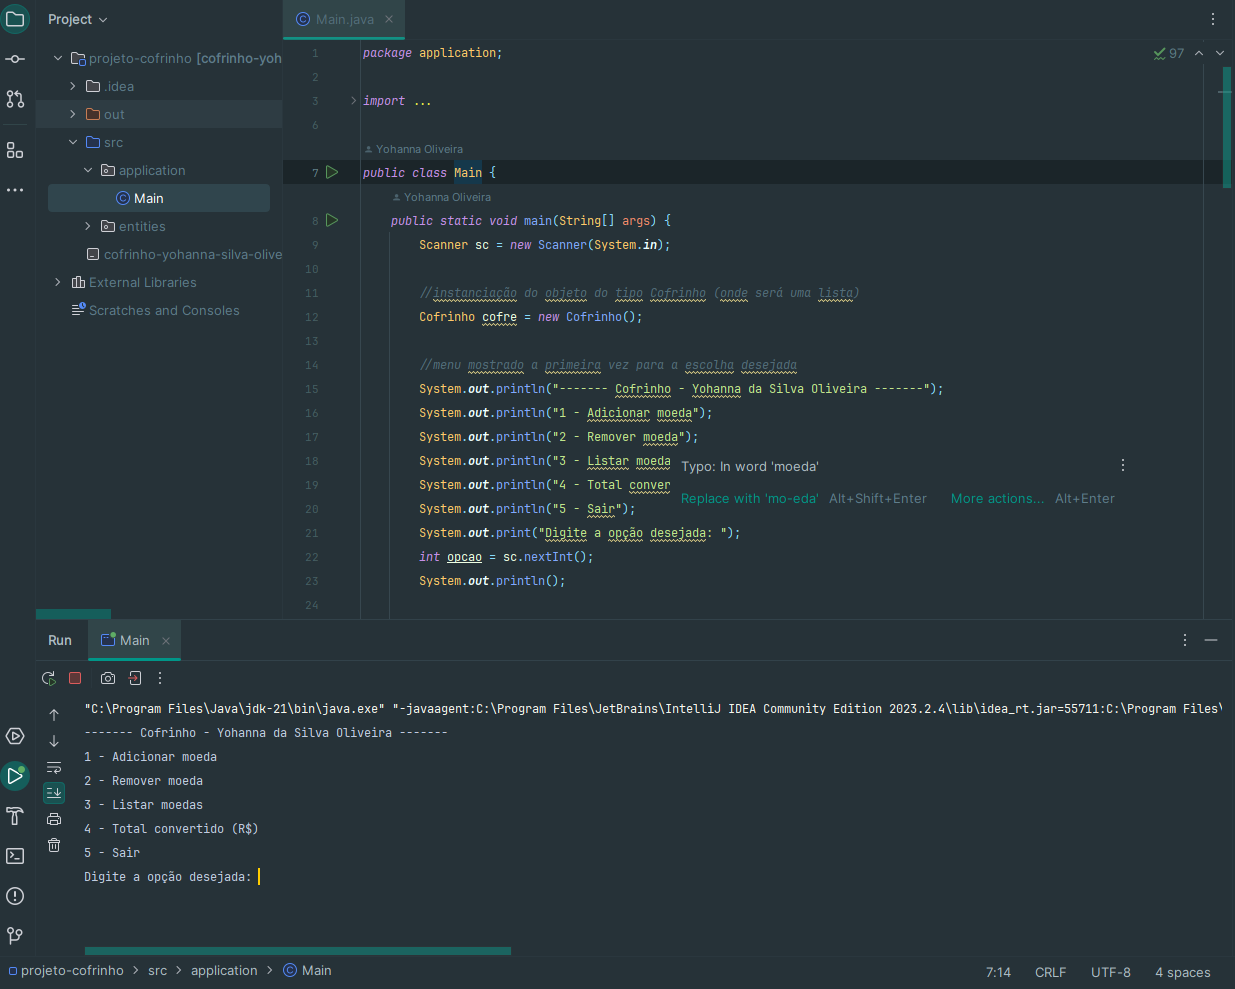 Project
Main.java
projeto-cofrinho [cofrinho-yoh
.idea
out
src
application
Main
entities
cofrinho-yohanna-silva-olive
External Libraries
Scratches and Consoles
97
1 package application;
2
3 import ...
6
Yohanna Oliveira
7 public class Main {
Yohanna Oliveira
8 public static void main(String[] args) {
9 Scanner sc = new Scanner(System.in);
10
11 //instanciação do objeto do tipo Cofrinho (onde será uma lista)
12 Cofrinho cofre = new Cofrinho();
13
14 //menu mostrado a primeira vez para a escolha desejada
15 System.out.println("------- Cofrinho - Yohanna da Silva Oliveira -------");
16 System.out.println("1 - Adicionar moeda");
17 System.out.println("2 - Remover moeda");
18 System.out.println("3 - Listar moeda
19 System.out.println("4 - Total conver
20 System.out.println("5 - Sair");
21 System.out.print("Digite a opção desejada: ");
22 int opcao = sc.nextInt();
23 System.out.println();
24
Typo: In word 'moeda'
Replace with 'mo-eda' Alt+Shift+Enter More actions... Alt+Enter
Run Main
"C:\Program Files\Java\jdk-21\bin\java.exe" "-javaagent:C:\Program Files\JetBrains\IntelliJ IDEA Community Edition 2023.2.4\lib\idea_rt.jar=55711:C:\Program Files\
------- Cofrinho - Yohanna da Silva Oliveira -------
1 - Adicionar moeda
2 - Remover moeda
3 - Listar moedas
4 - Total convertido (R$)
5 - Sair
Digite a opção desejada:
projeto-cofrinho > src > application > Main
7:14 CRLF UTF-8 4 spaces